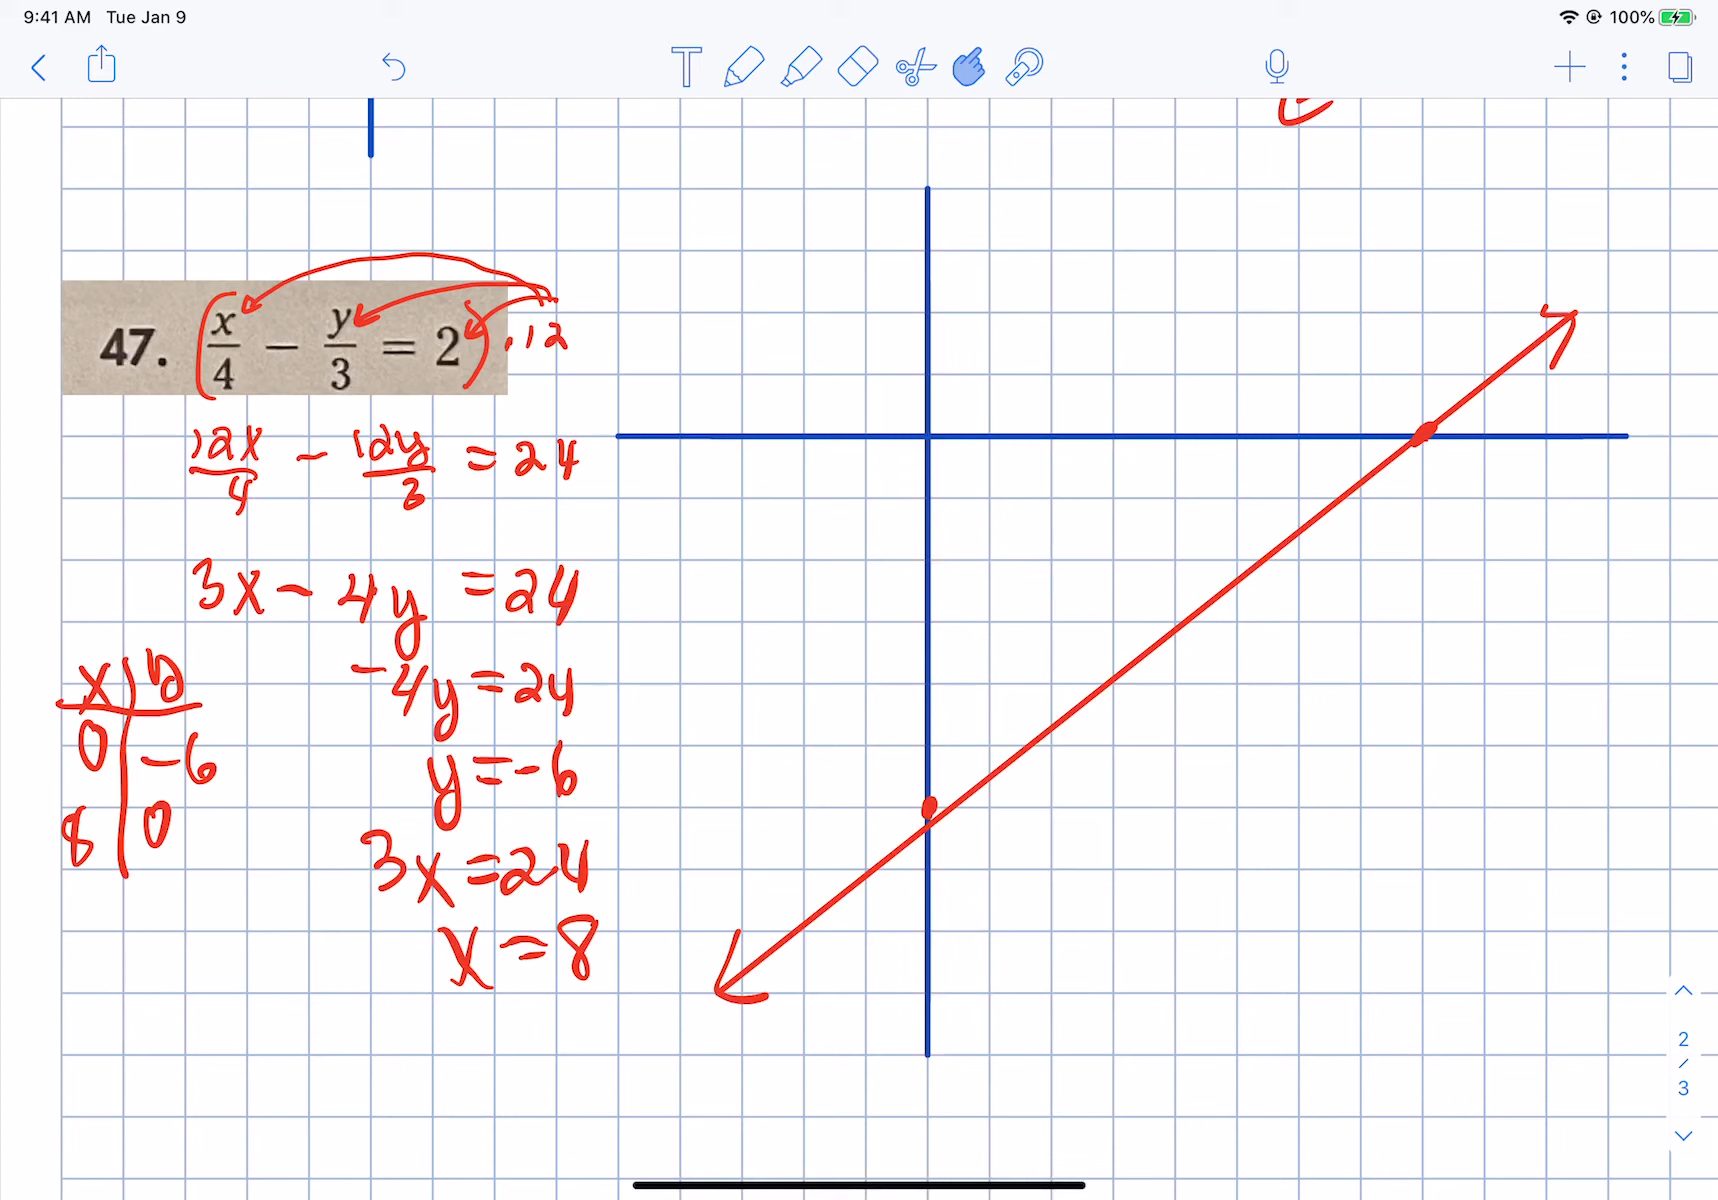 9:41 AM Tue Jan 9
100%
T
47. (x/4 − y/3 = 2) · 12
12x/4 − 12y/3 = 24
3x − 4y = 24
−4y = 24
y = −6
3x = 24
x = 8
x | y
0 | −6
8 | 0
2
/
3